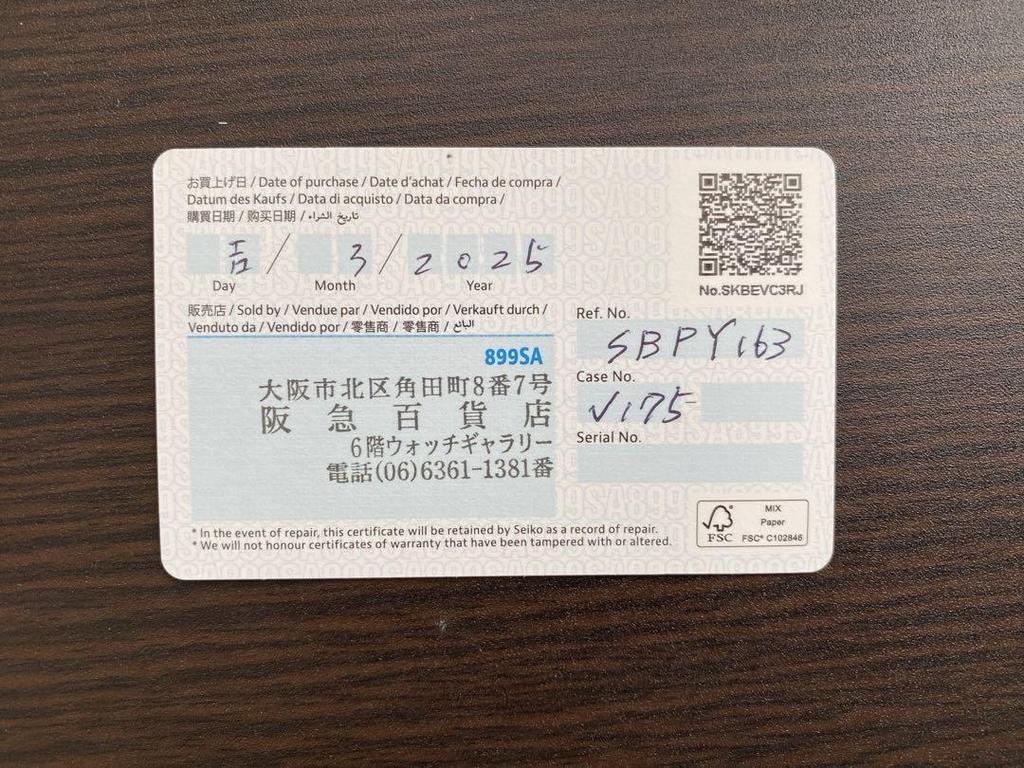 お買上げ日 / Date of purchase / Date d'achat / Fecha de compra /
Datum des Kaufs / Data di acquisto / Data da compra /
購買日期 / 购买日期 / تاريخ الشراء
吉 / 3 / 2025
Day Month Year
No.SKBEVC3RJ
販売店 / Sold by / Vendue par / Vendido por / Verkauft durch /
Venduto da / Vendido por / 零售商 / 零售商 / البائع
899SA
大阪市北区角田町8番7号
阪急百貨店
6階ウォッチギャラリー
電話(06)6361-1381番
Ref. No.
SBPY163
Case No.
V175
Serial No.
* In the event of repair, this certificate will be retained by Seiko as a record of repair.
* We will not honour certificates of warranty that have been tampered with or altered.
FSC
MIX
Paper
FSC® C102846